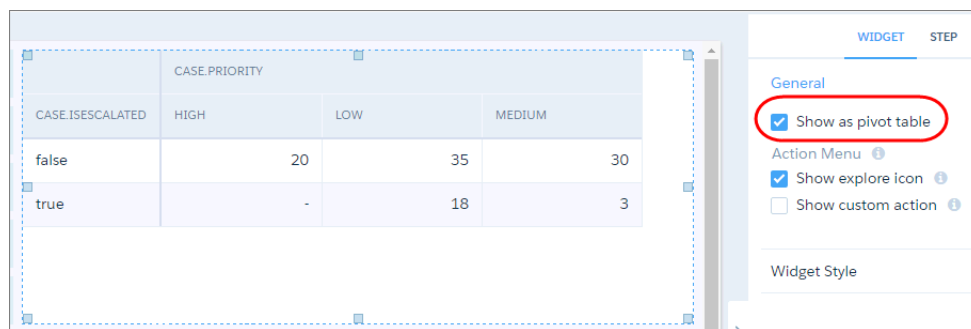 WIDGET STEP
CASE.PRIORITY
General
CASE.ISESCALATED HIGH LOW MEDIUM
Show as pivot table
false 20 35 30
Action Menu
Show explore icon
true - 18 3
Show custom action
Widget Style